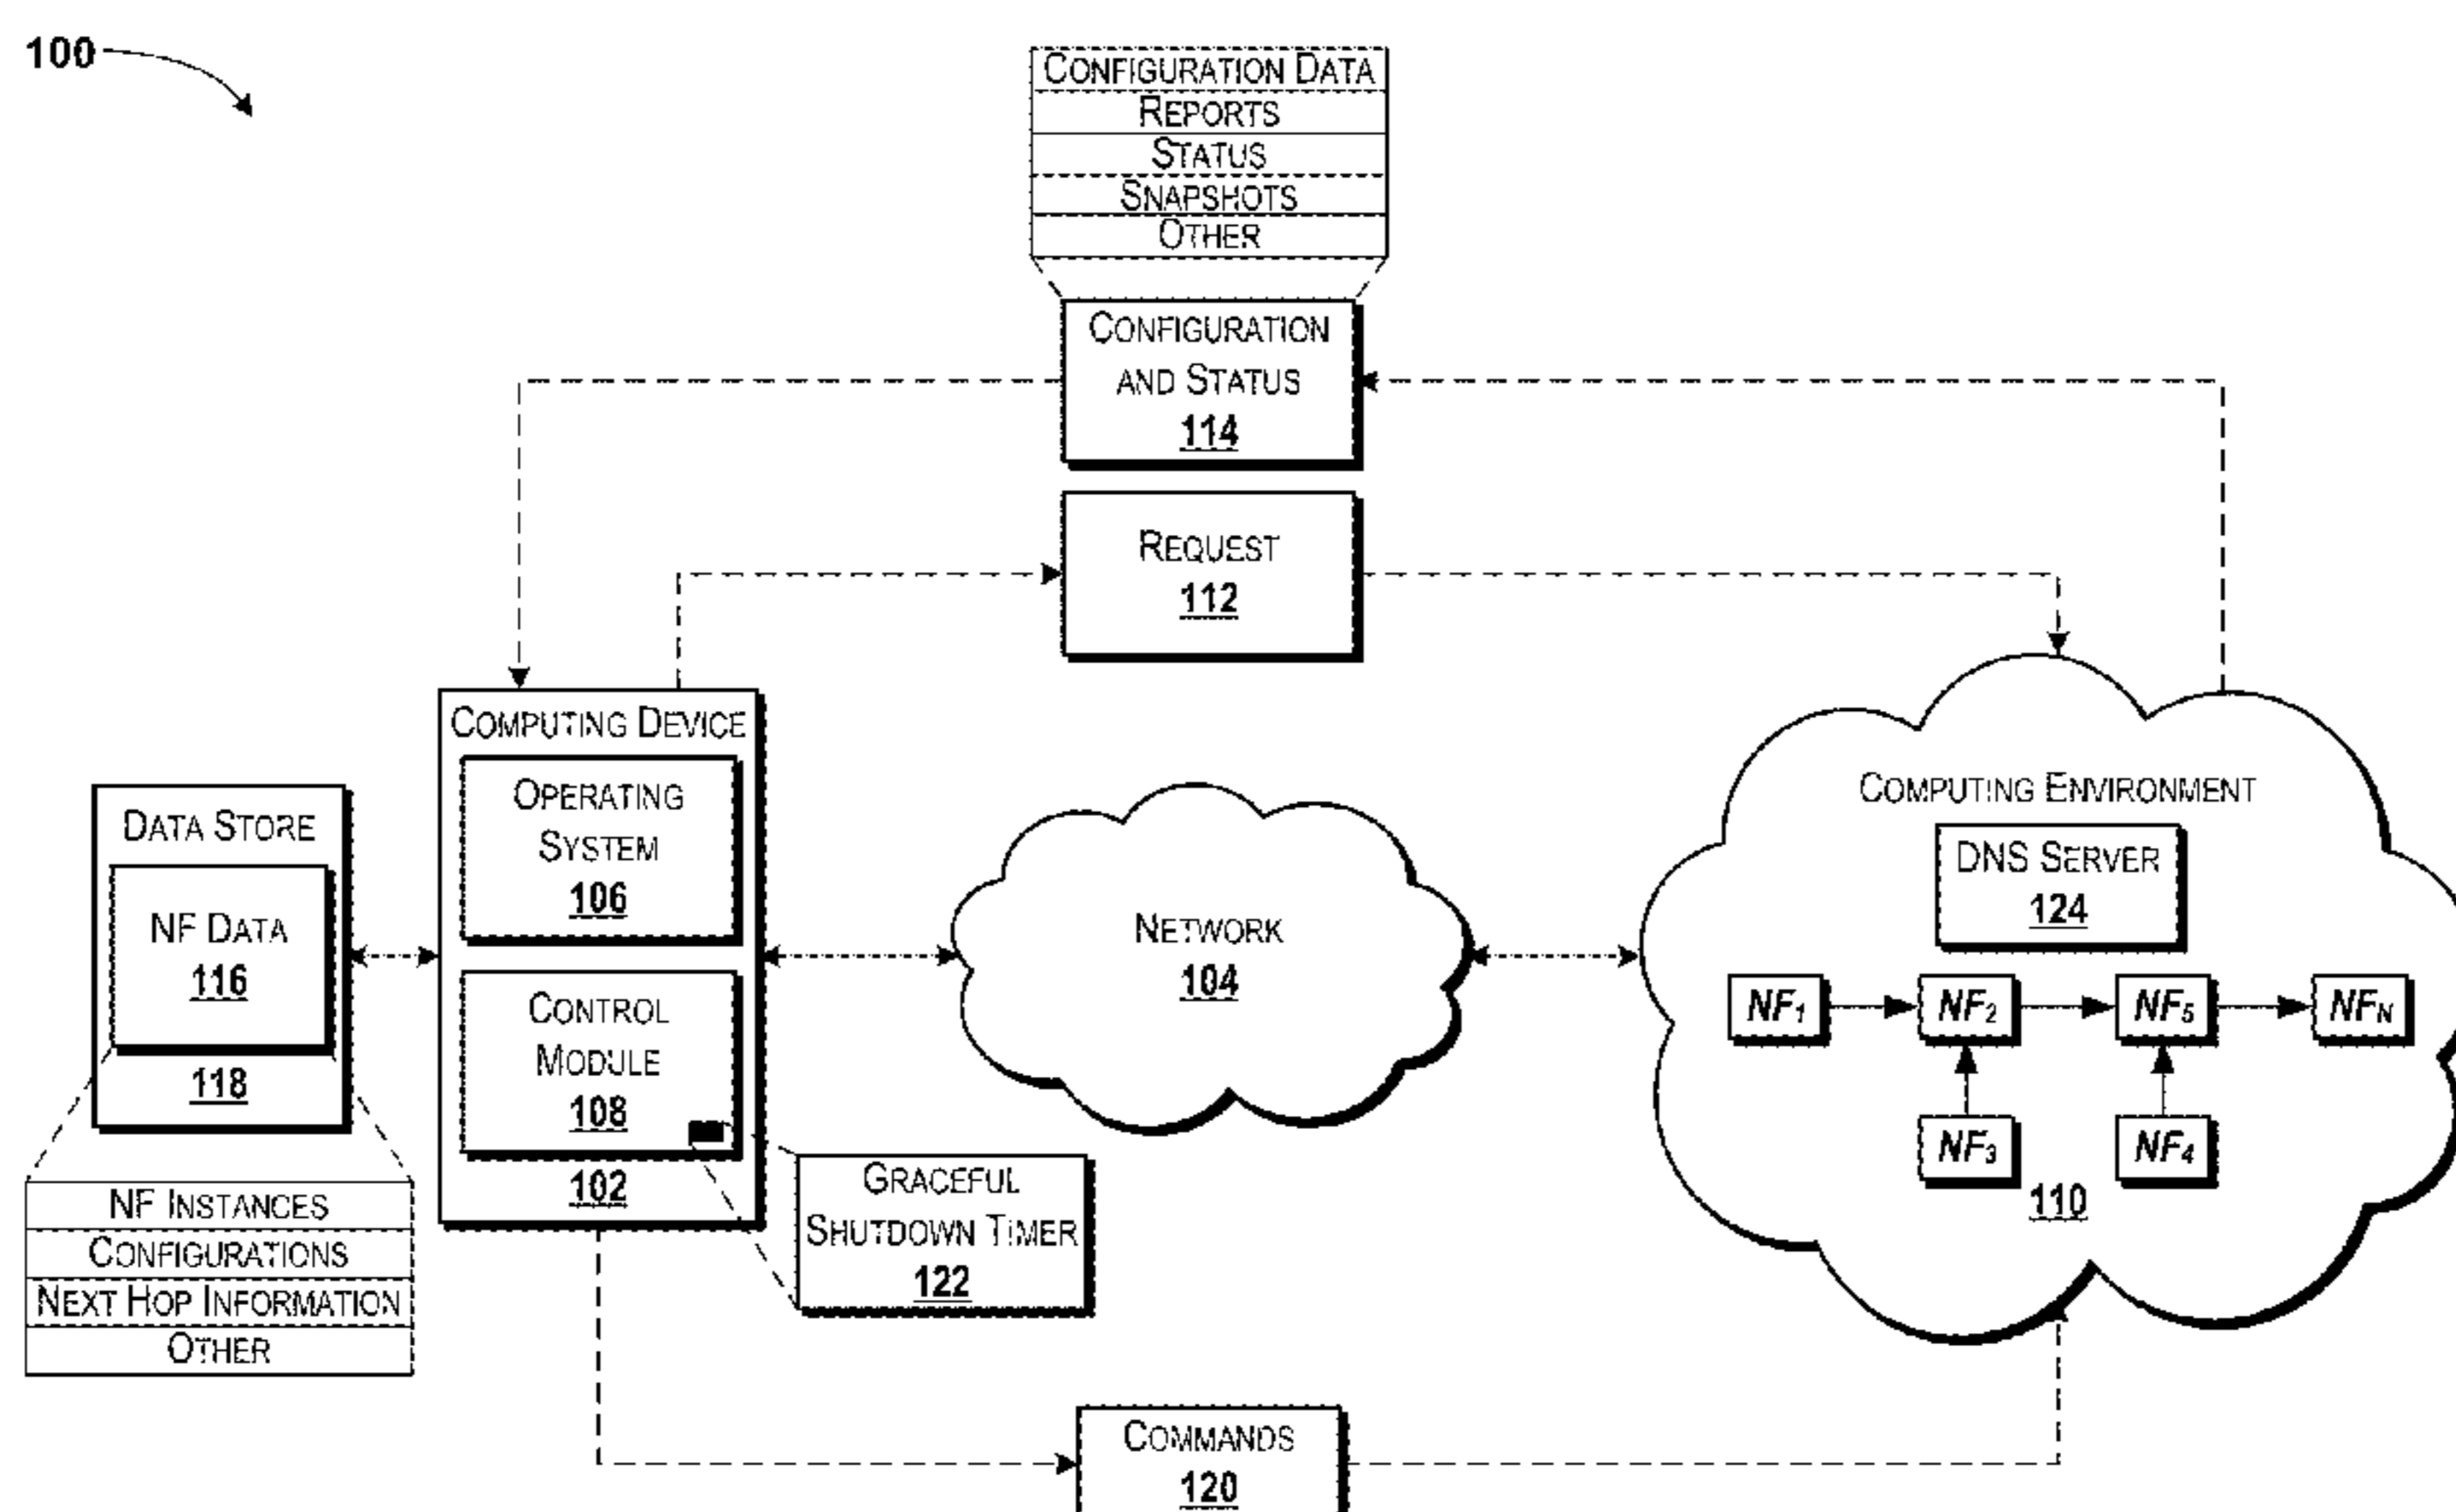 100
CONFIGURATION DATA
REPORTS
STATUS
SNAPSHOTS
OTHER
CONFIGURATION
AND STATUS
114
REQUEST
112
COMPUTING DEVICE
OPERATING
SYSTEM
106
CONTROL
MODULE
108
102
DATA STORE
NF DATA
116
118
NF INSTANCES
CONFIGURATIONS
NEXT HOP INFORMATION
OTHER
GRACEFUL
SHUTDOWN TIMER
122
NETWORK
104
COMPUTING ENVIRONMENT
DNS SERVER
124
NF1 NF2 NF5 NFN
NF3 NF4
110
COMMANDS
120